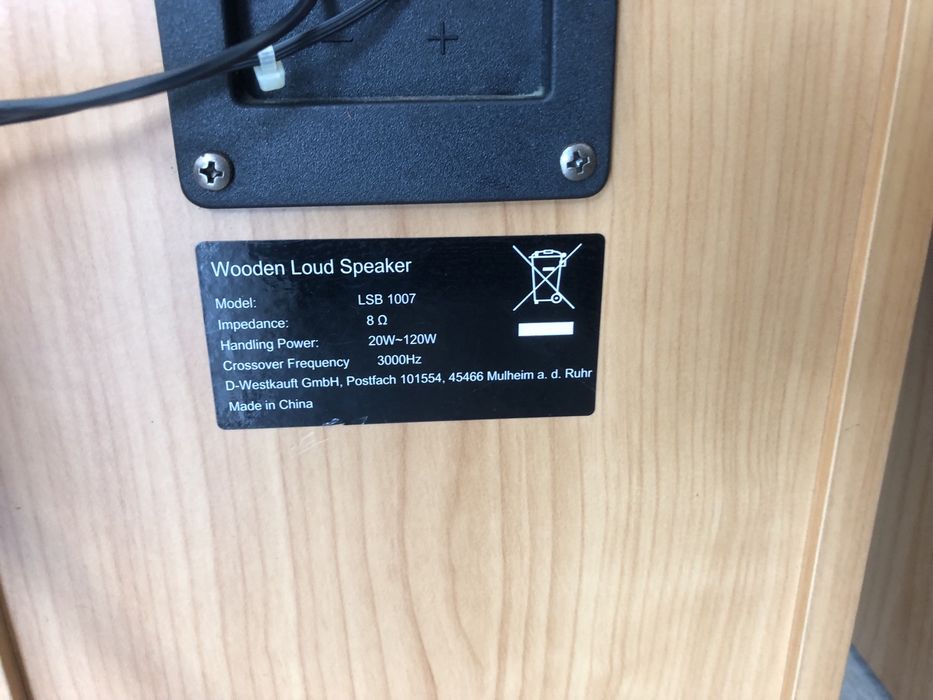 − +
Wooden Loud Speaker
Model: LSB 1007
Impedance: 8 Ω
Handling Power: 20W~120W
Crossover Frequency 3000Hz
D-Westkauft GmbH, Postfach 101554, 45466 Mulheim a. d. Ruhr
Made in China